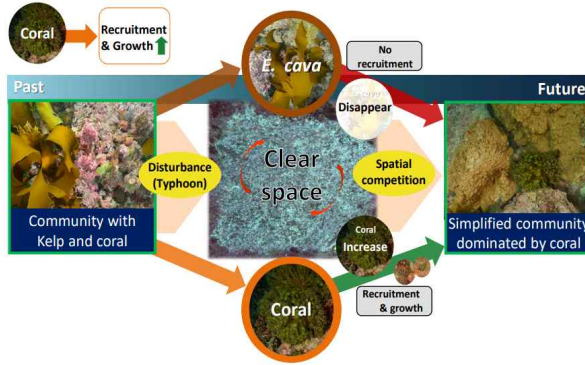 Coral
Recruitment
& Growth
E. cava
No
recruitment
Past
Future
Disappear
Disturbance
(Typhoon)
Clear
space
Spatial
competition
Community with
Kelp and coral
Simplified community
dominated by coral
Coral
Increase
Coral
Recruitment
& growth